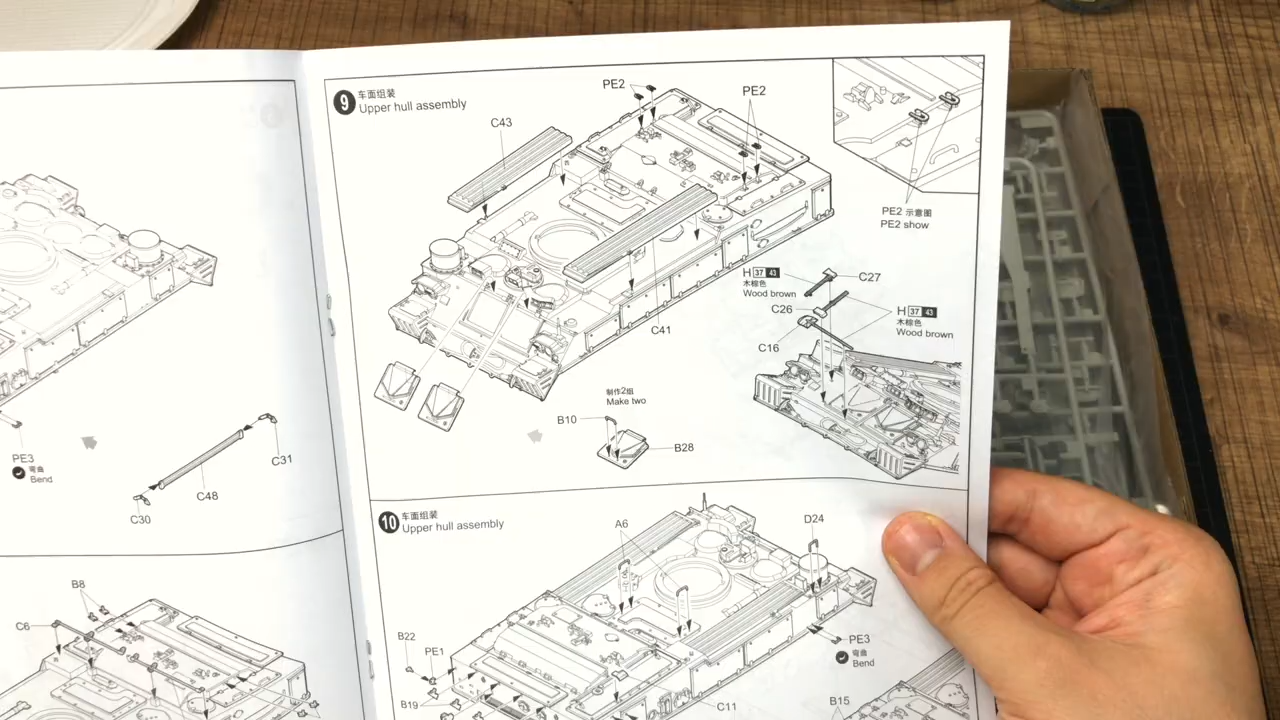 PE3
弯曲
Bend
C31
C48
C30
B8
C6
9
车面组装
Upper hull assembly
PE2
PE2
C43
PE2 示意图
PE2 show
H 37 43
木棕色
Wood brown
C27
C26
H 37 43
木棕色
Wood brown
C16
C41
制作2组
Make two
B10
B28
10
车面组装
Upper hull assembly
A6
D24
B22
PE1
PE3
弯曲
Bend
B19
C11
B15